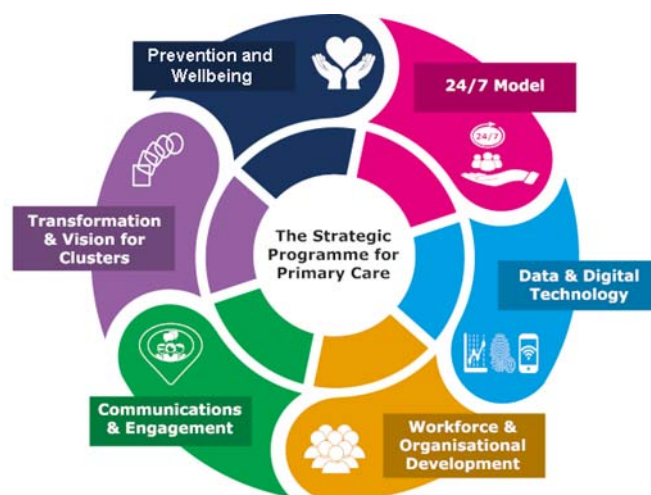 Prevention and
Wellbeing
24/7 Model
24/7
Data & Digital
Technology
Workforce &
Organisational
Development
Communications
& Engagement
Transformation
& Vision for
Clusters
The Strategic
Programme for
Primary Care